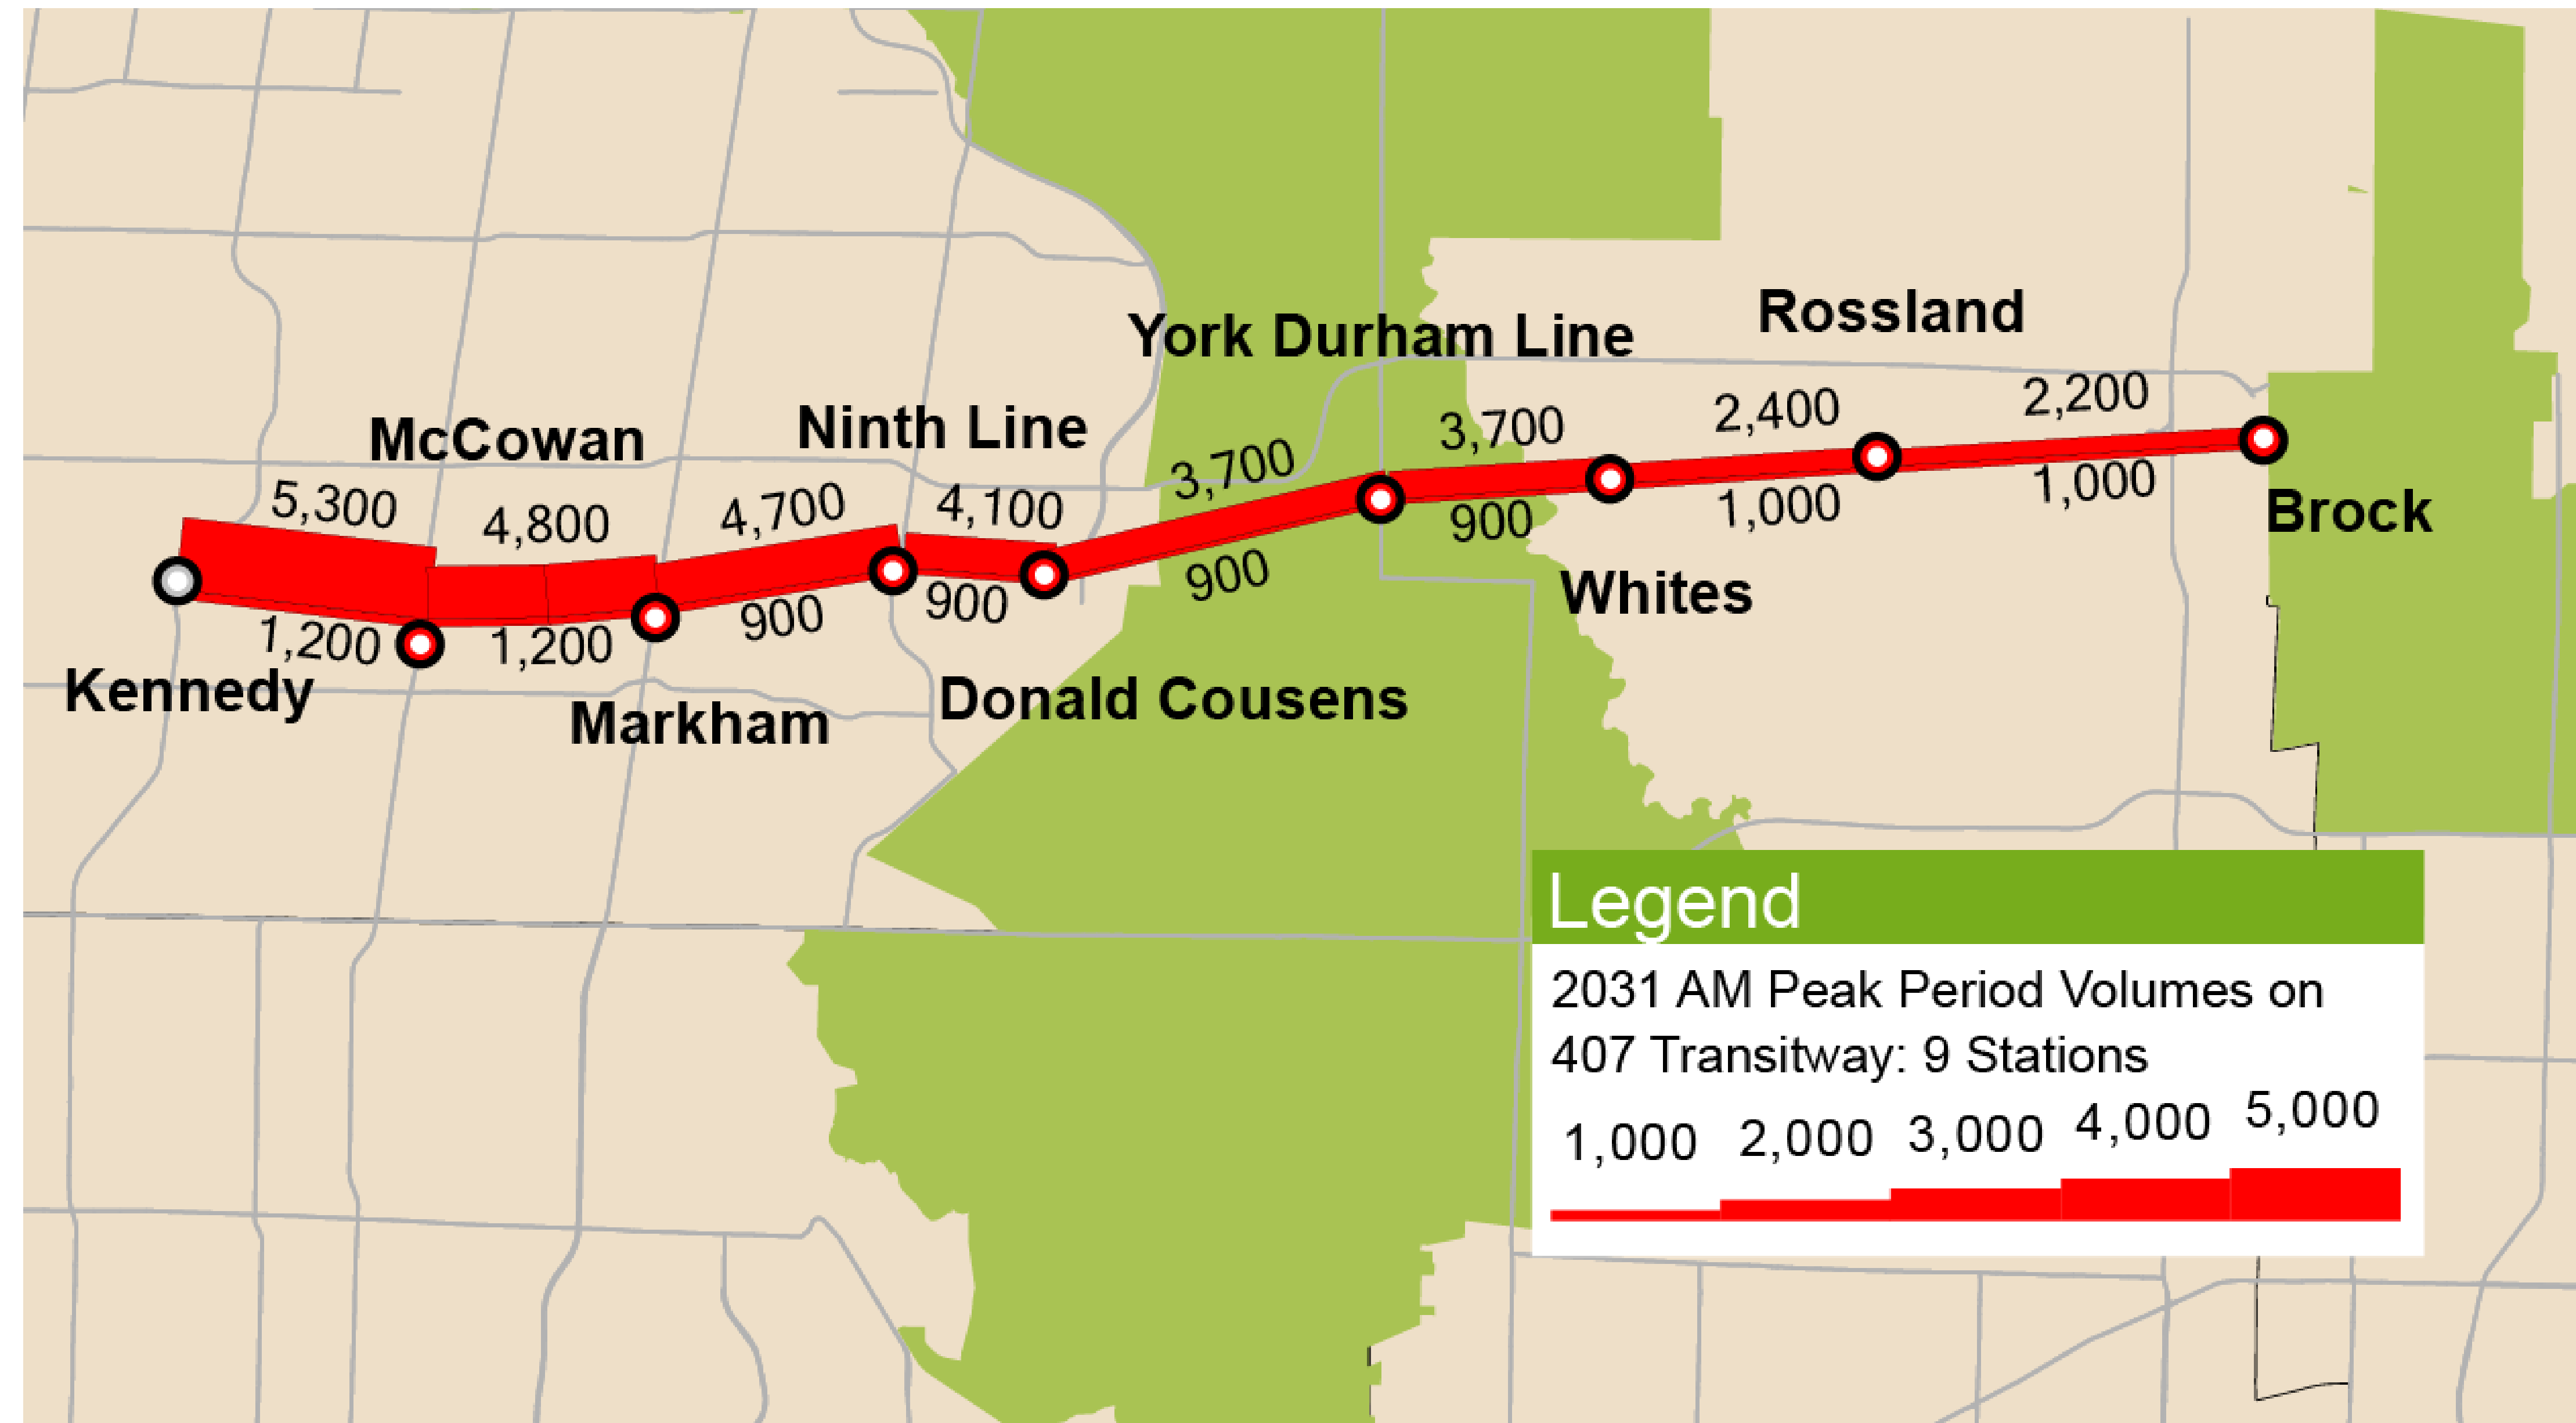 Rossland
York Durham Line
2,200
2,400
3,700
Ninth Line
McCowan
3,700
5,300
4,800
4,700
4,100
1,000
1,000
900
Brock
900
Whites
900
900
1,200
1,200
Kennedy
Donald Cousens
Markham
Legend
2031 AM Peak Period Volumes on
407 Transitway: 9 Stations
1,000 2,000 3,000 4,000 5,000